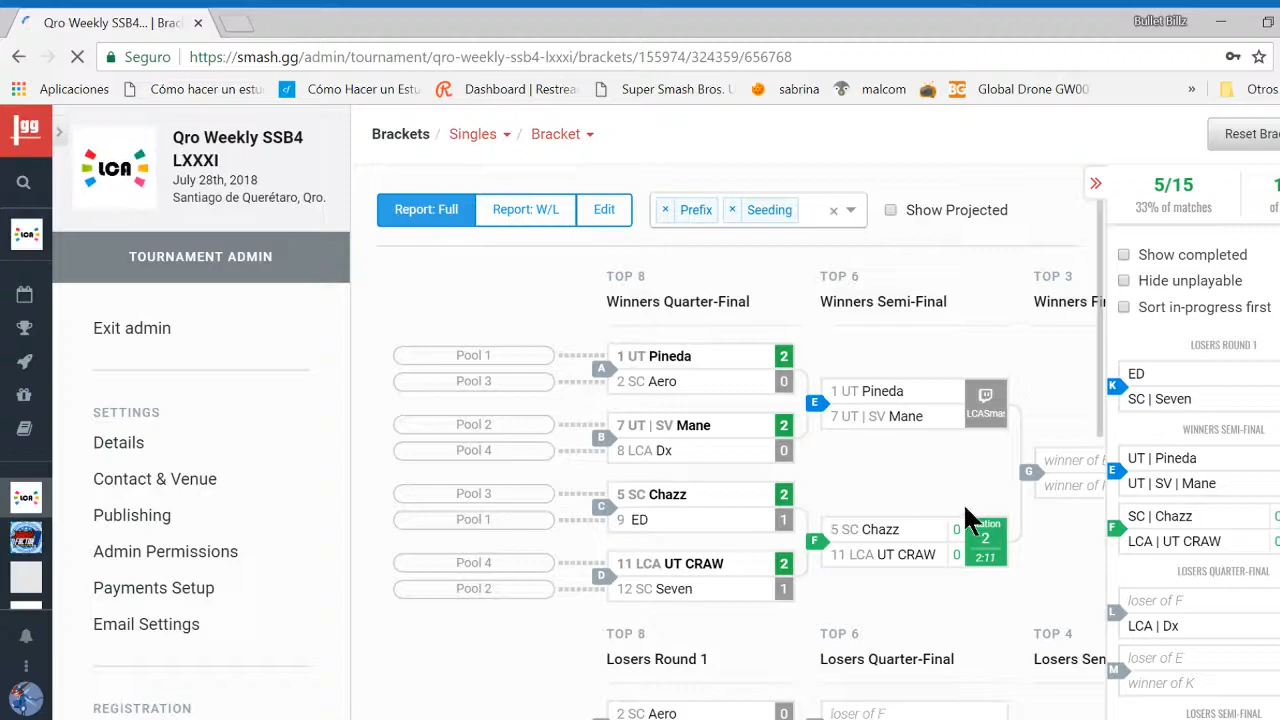 Bullet Billz
Qro Weekly SSB4... | Brac
Seguro
https://smash.gg/admin/tournament/qro-weekly-ssb4-lxxxi/brackets/155974/324359/656768
Aplicaciones
Cómo hacer un estu
Cómo Hacer un Estu
Dashboard | Restrea
Super Smash Bros. U
sabrina
malcom
BG
Global Drone GW00
»
Otros
.gg
LCA
Qro Weekly SSB4
LXXXI
July 28th, 2018
Santiago de Querétaro, Qro.
TOURNAMENT ADMIN
Exit admin
SETTINGS
Details
Contact & Venue
Publishing
Admin Permissions
Payments Setup
Email Settings
REGISTRATION
Brackets / Singles / Bracket
Reset Brac
Report: Full
Report: W/L
Edit
× Prefix
× Seeding
×
Show Projected
TOP 8
Winners Quarter-Final
TOP 6
Winners Semi-Final
TOP 3
Winners Fi
Pool 1
Pool 3
A
1 UT Pineda 2
2 SC Aero 0
Pool 2
Pool 4
B
7 UT | SV Mane 2
8 LCA Dx 0
Pool 3
Pool 1
C
5 SC Chazz 2
9 ED 1
Pool 4
Pool 2
D
11 LCA UT CRAW 2
12 SC Seven 1
E
1 UT Pineda
7 UT | SV Mane
LCASmas
F
5 SC Chazz 0
11 LCA UT CRAW 0
2
2:11
G
winner of E
winner of F
TOP 8
Losers Round 1
TOP 6
Losers Quarter-Final
TOP 4
Losers Sem
2 SC Aero 0
loser of F
5/15
33% of matches
1
of
Show completed
Hide unplayable
Sort in-progress first
LOSERS ROUND 1
K
ED
SC | Seven
WINNERS SEMI-FINAL
E
UT | Pineda
UT | SV | Mane
F
SC | Chazz 0
LCA | UT CRAW 0
LOSERS QUARTER-FINAL
L
loser of F
LCA | Dx
M
loser of E
winner of K
LOSERS SEMI-FINAL